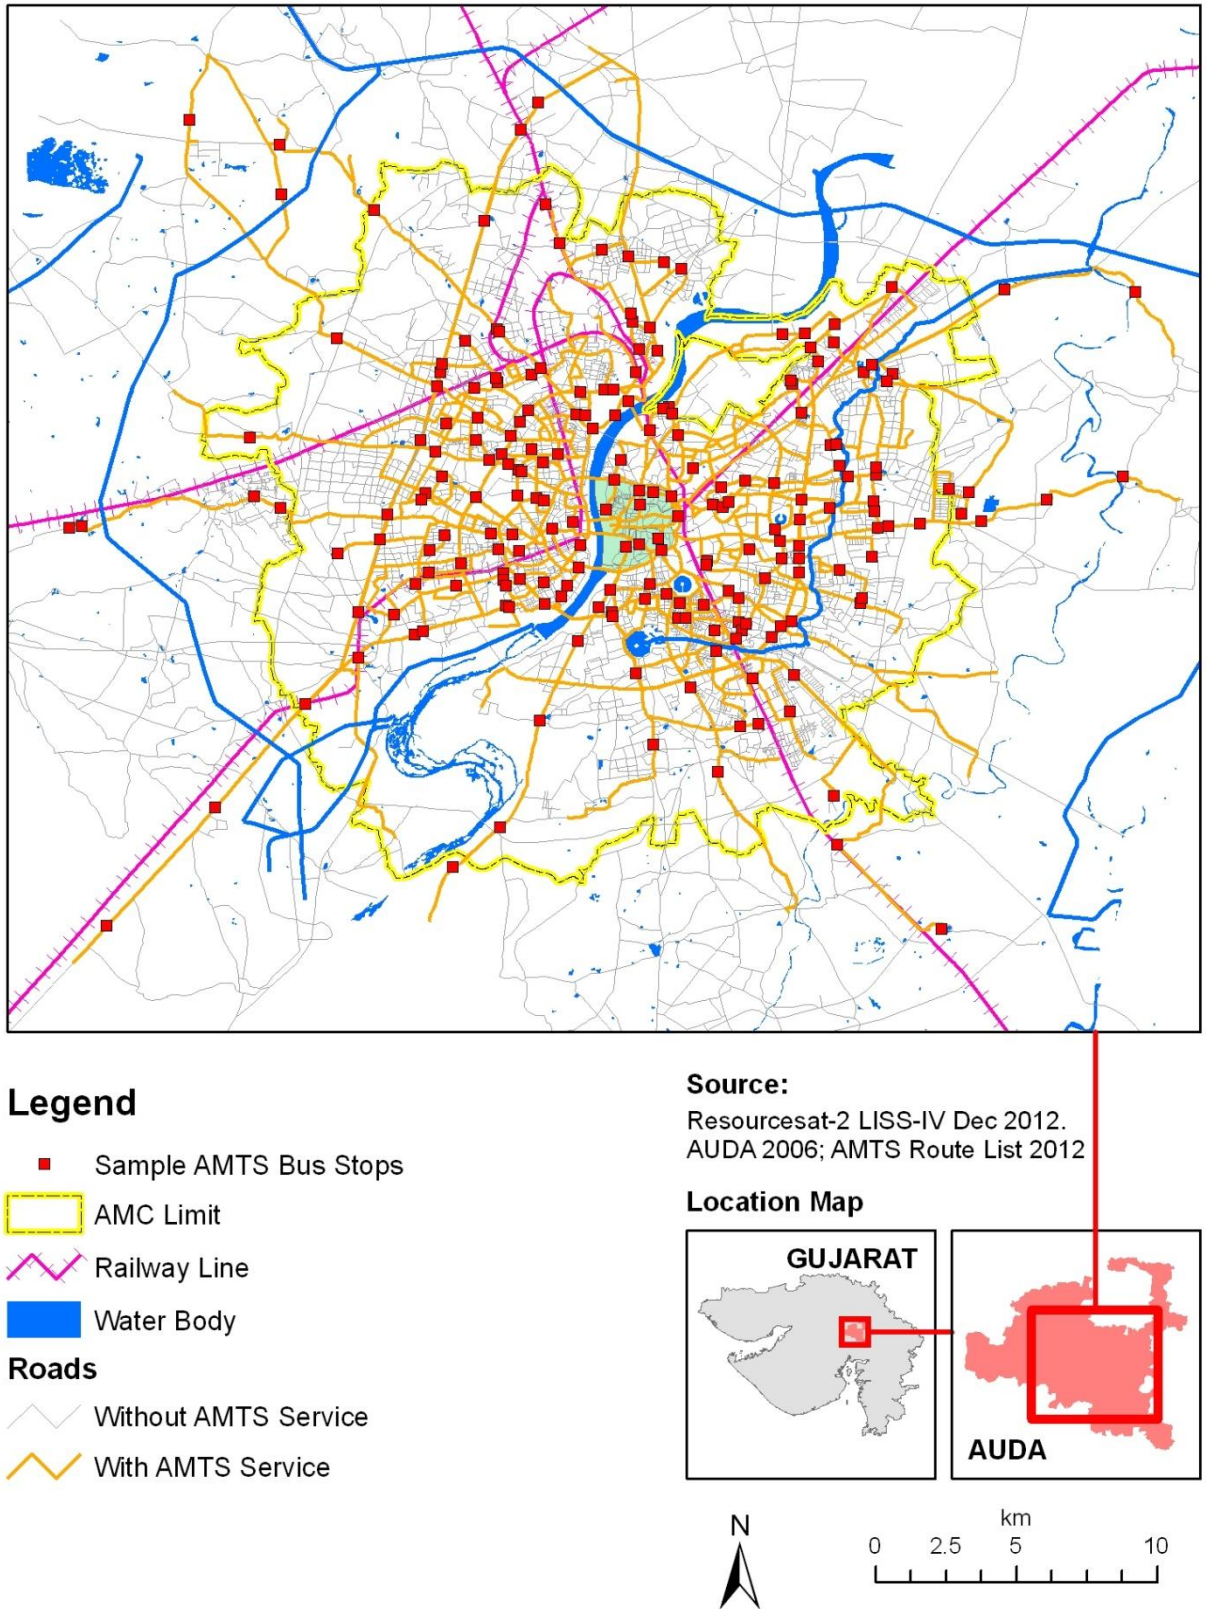 Legend
Sample AMTS Bus Stops
AMC Limit
Railway Line
Water Body
Roads
Without AMTS Service
With AMTS Service
Source:
Resourcesat-2 LISS-IV Dec 2012.
AUDA 2006; AMTS Route List 2012
Location Map
GUJARAT
AUDA
N
km
0 2.5 5 10